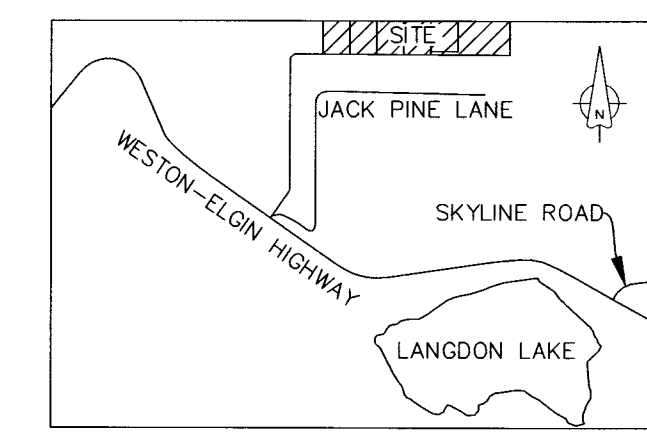 SITE
JACK PINE LANE
N
WESTON-ELGIN HIGHWAY
SKYLINE ROAD
LANGDON LAKE